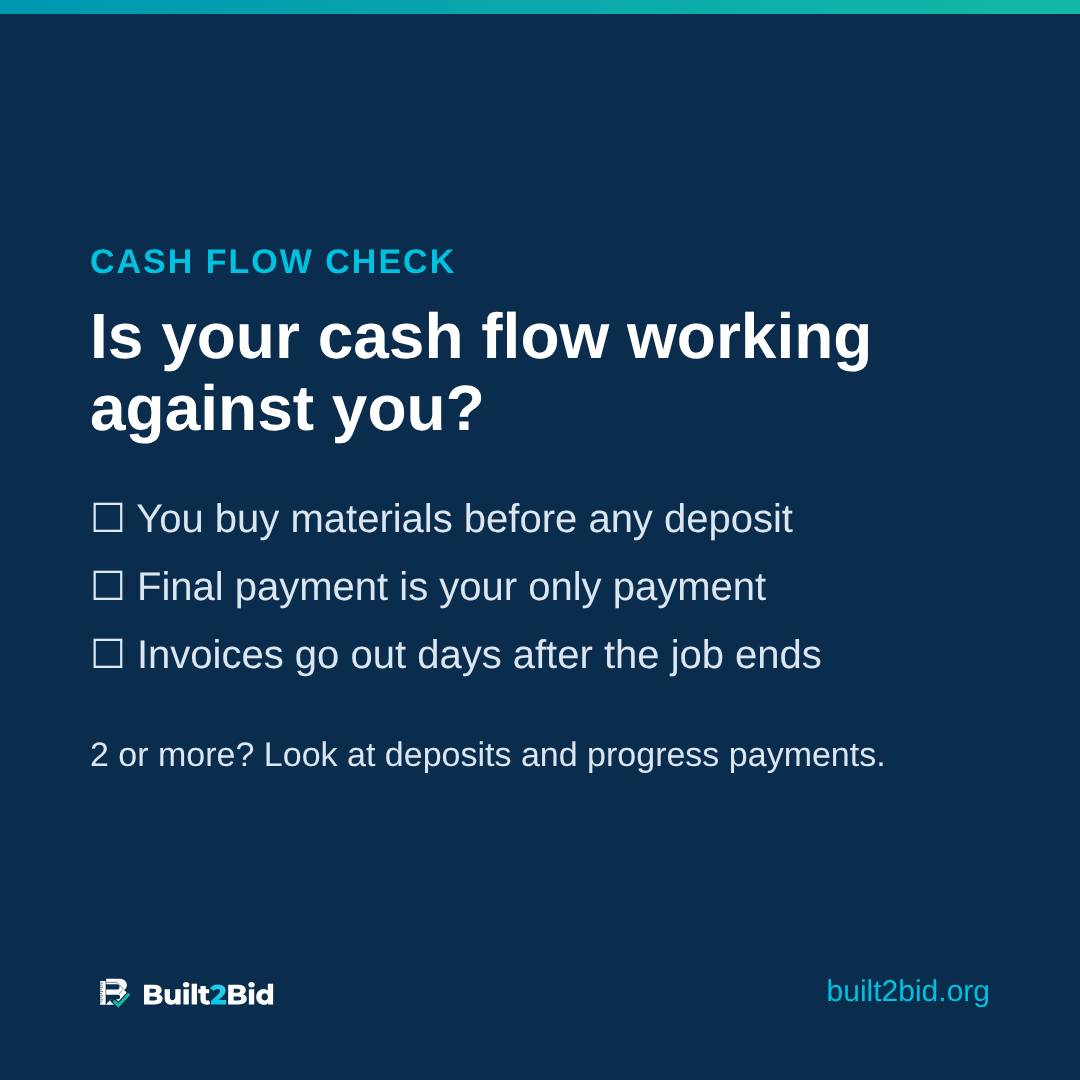 CASH FLOW CHECK
Is your cash flow working
against you?
☐ You buy materials before any deposit
☐ Final payment is your only payment
☐ Invoices go out days after the job ends
2 or more? Look at deposits and progress payments.
Built2Bid
built2bid.org